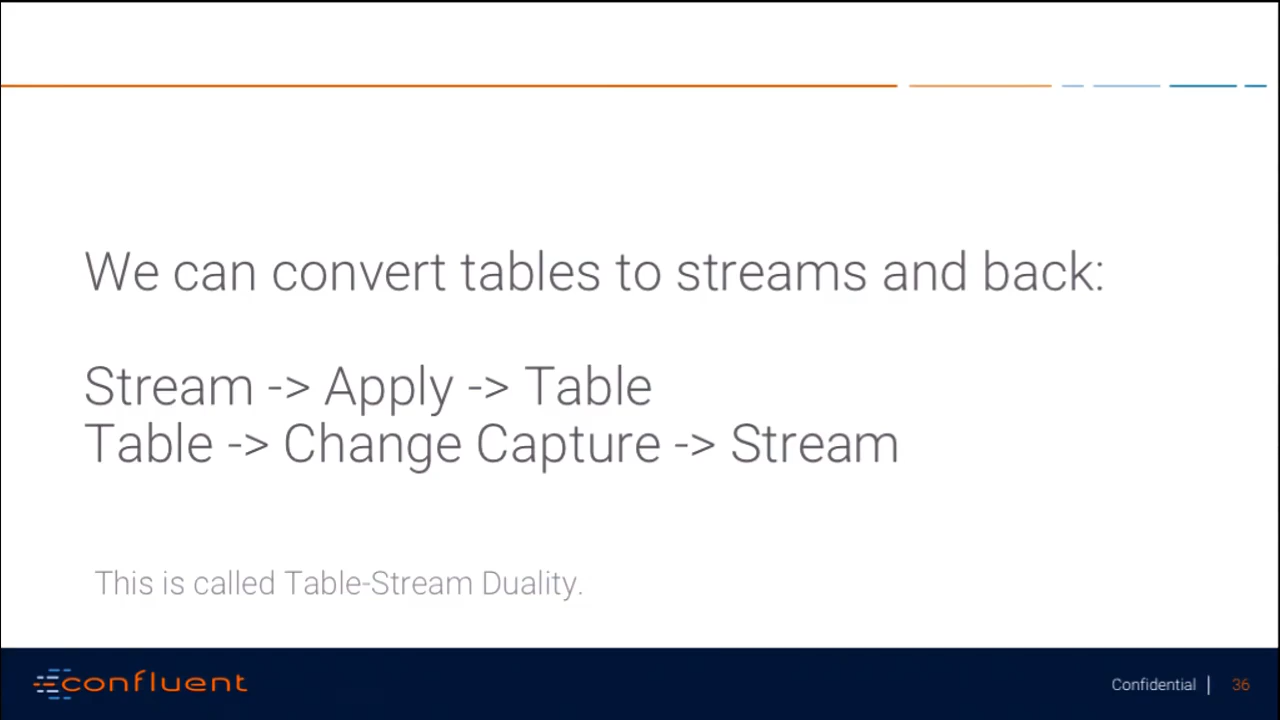 We can convert tables to streams and back:
Stream -> Apply -> Table
Table -> Change Capture -> Stream
This is called Table-Stream Duality.
confluent
Confidential | 36